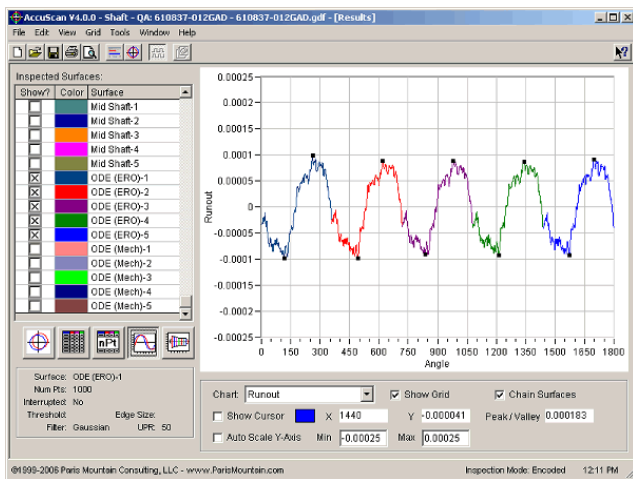 AccuScan V4.0.0 - Shaft - QA: 610837-012GAD - 610837-012GAD.gdf - [Results]
File Edit View Grid Tools Window Help
Inspected Surfaces:
Show? Color Surface
Mid Shaft-1
Mid Shaft-2
Mid Shaft-3
Mid Shaft-4
Mid Shaft-5
ODE (ERO)-1
ODE (ERO)-2
ODE (ERO)-3
ODE (ERO)-4
ODE (ERO)-5
ODE (Mech)-1
ODE (Mech)-2
ODE (Mech)-3
ODE (Mech)-4
ODE (Mech)-5
nPt
Surface: ODE (ERO)-1
Num Pts: 1000
Interrupted: No
Threshold: Edge Size:
Filter: Gaussian UPR: 50
0.00025
0.0002
0.00015
0.0001
0.00005
0
-0.00005
-0.0001
-0.00015
-0.0002
-0.00025
Runout
0 150 300 450 600 750 900 1050 1200 1350 1500 1650 1800
Angle
Chart: Runout Show Grid Chain Surfaces
Show Cursor X 1440 Y -0.000041 Peak / Valley 0.000183
Auto Scale Y-Axis Min -0.00025 Max 0.00025
©1999-2006 Paris Mountain Consulting, LLC - www.ParisMountain.com Inspection Mode: Encoded 12:11 PM